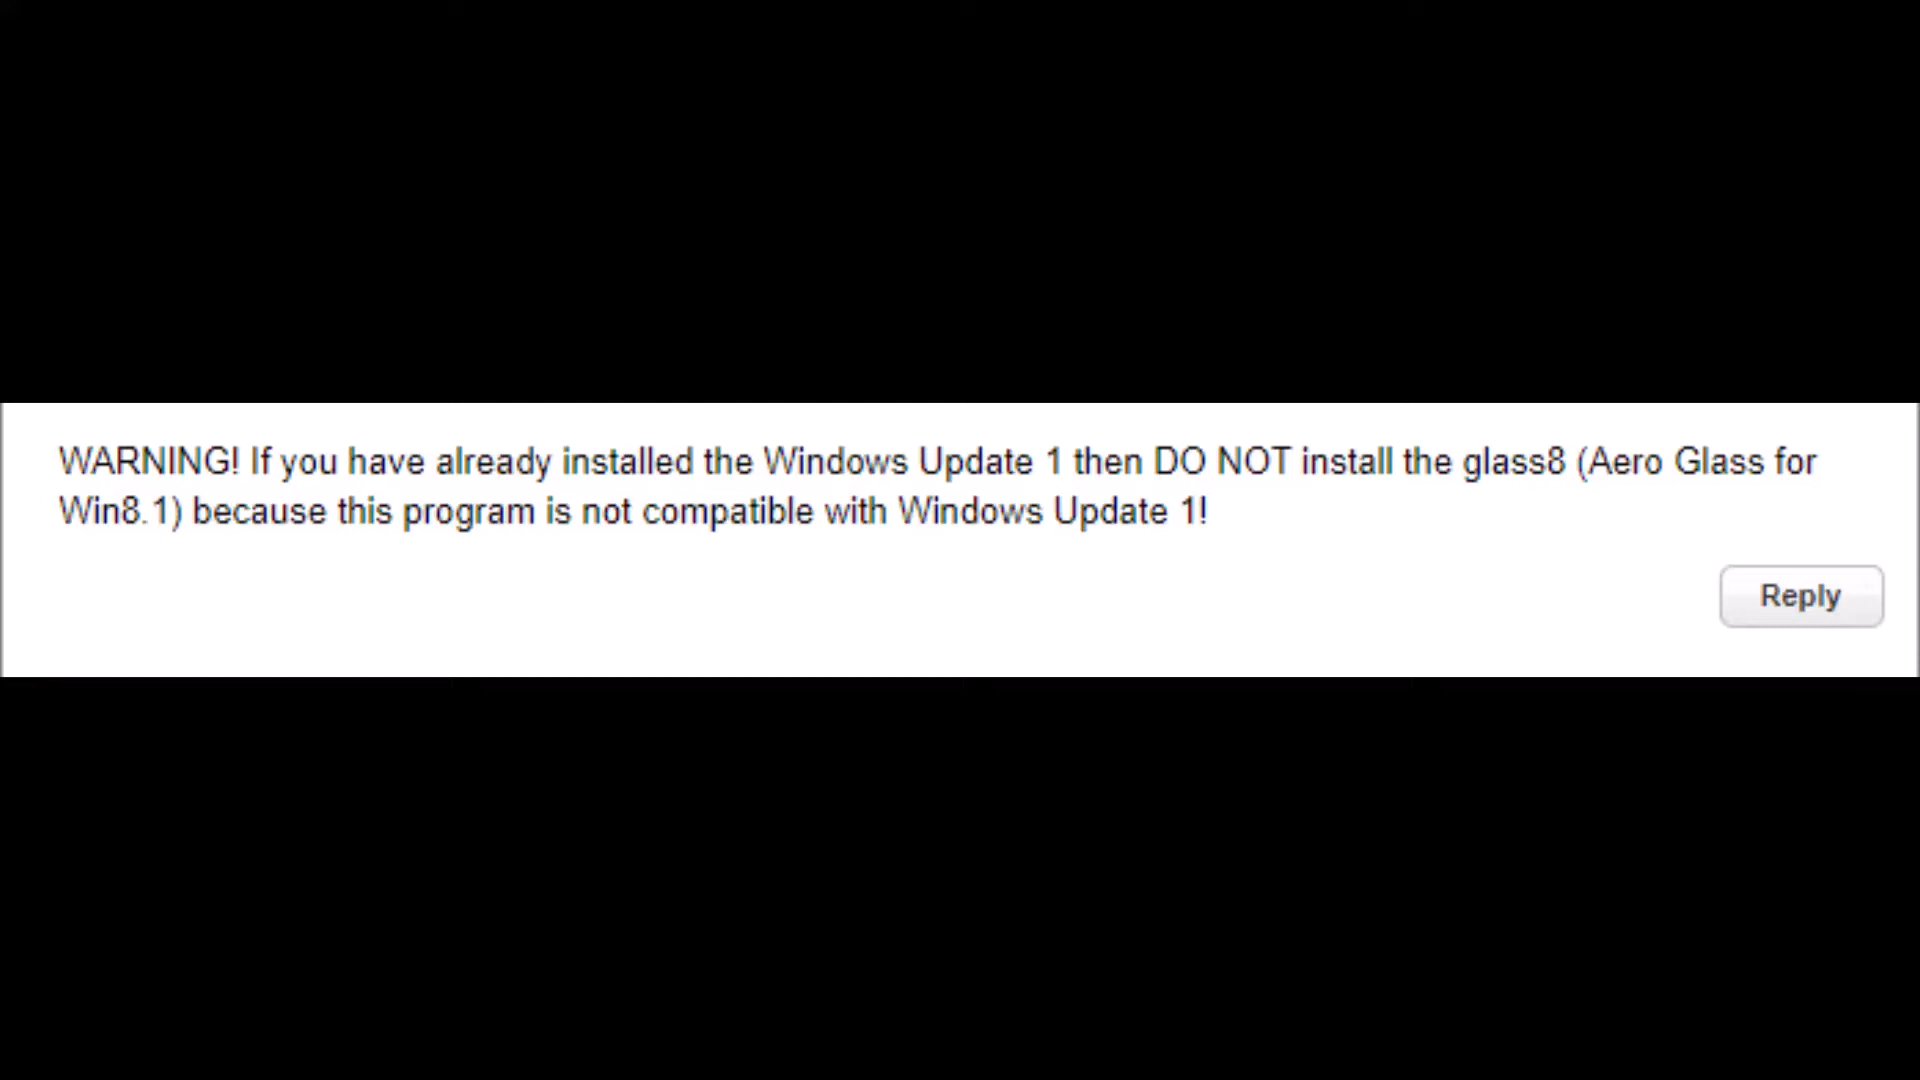 WARNING! If you have already installed the Windows Update 1 then DO NOT install the glass8 (Aero Glass for
Win8.1) because this program is not compatible with Windows Update 1!
Reply